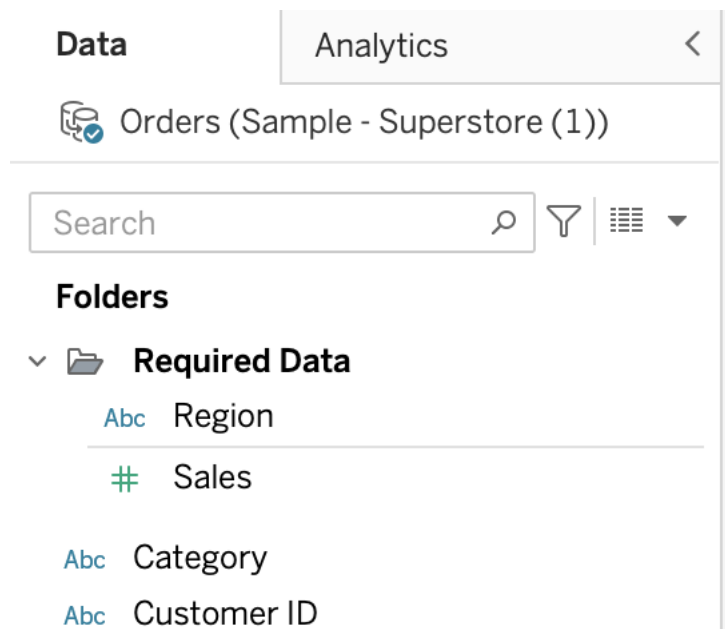 Data Analytics
Orders (Sample - Superstore (1))
Search
Folders
Required Data
Abc Region
# Sales
Abc Category
Abc Customer ID